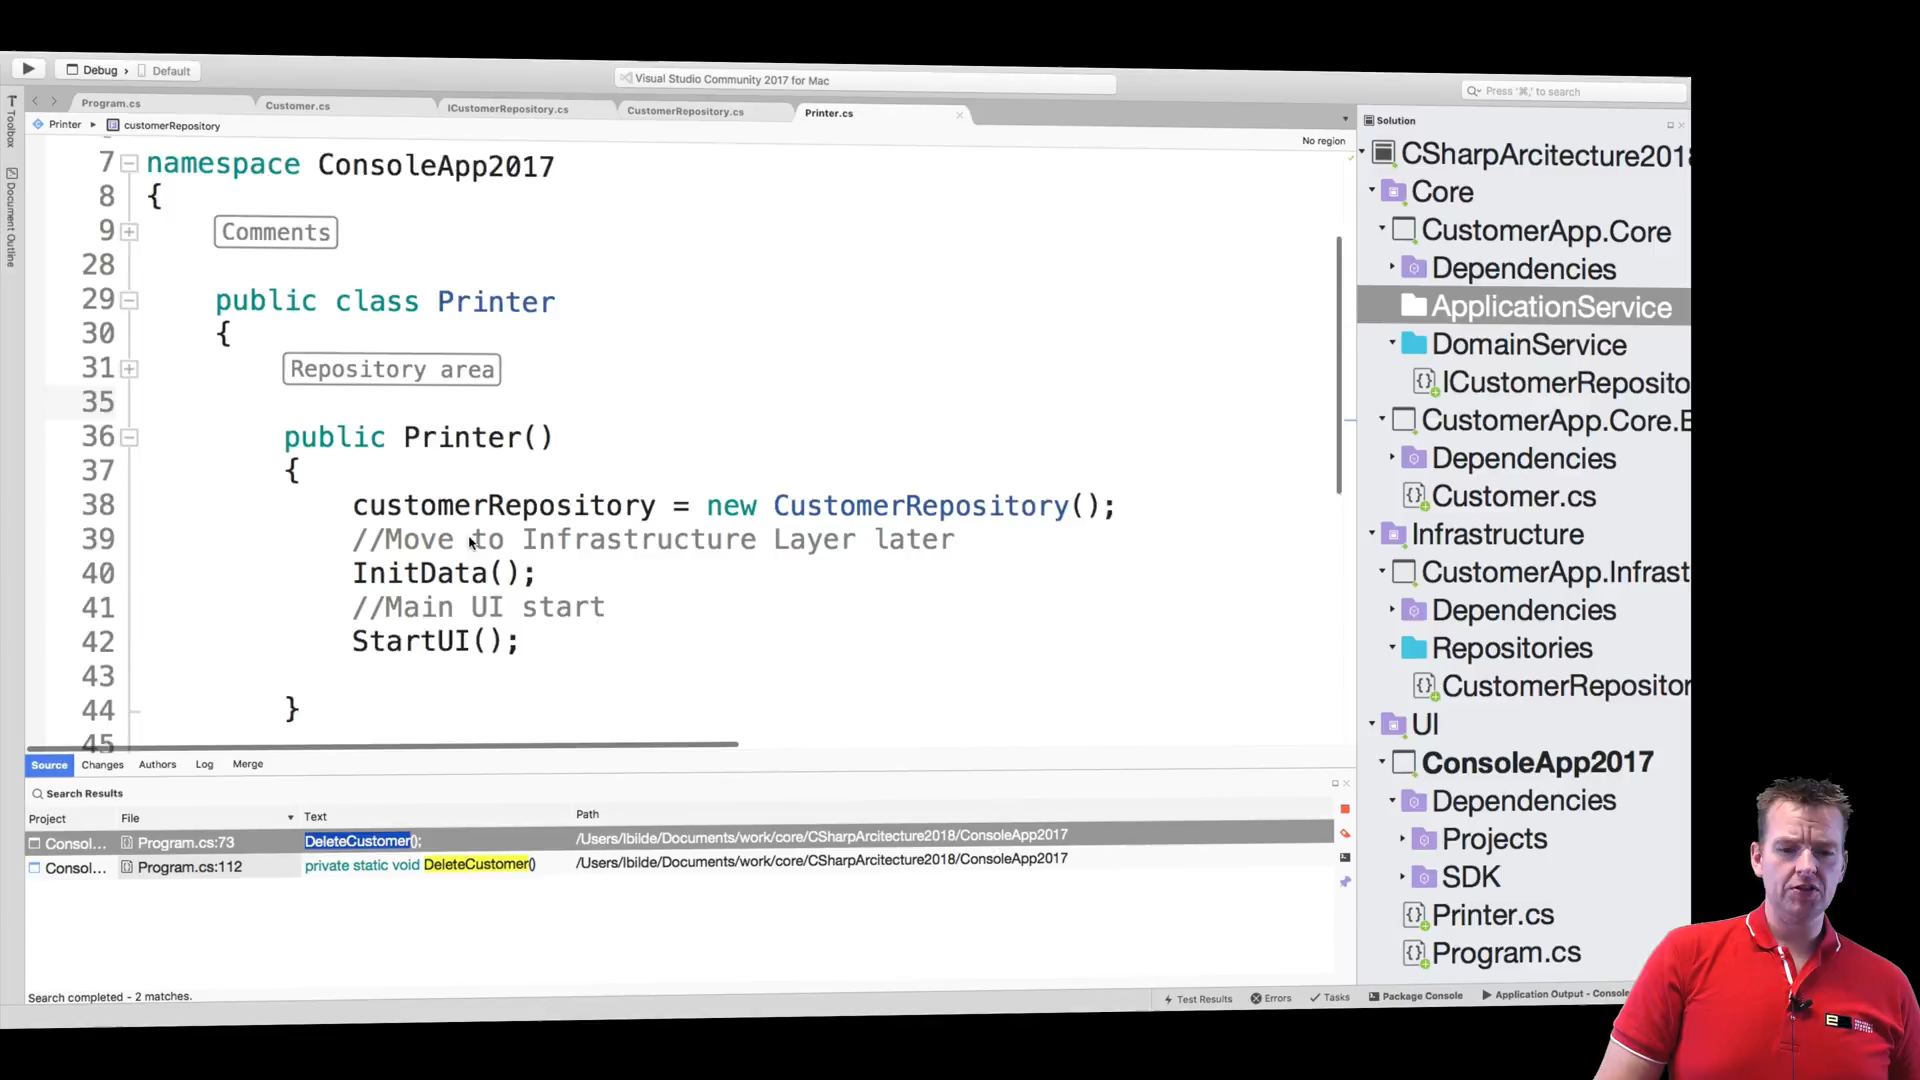 Debug › Default
Visual Studio Community 2017 for Mac
Press '⌘,' to search
Program.cs
Customer.cs
ICustomerRepository.cs
CustomerRepository.cs
Printer.cs
Printer ▸ customerRepository
No region
Toolbox
Document Outline
7 namespace ConsoleApp2017
8 {
9 Comments
28
29 public class Printer
30 {
31 Repository area
35
36 public Printer()
37 {
38 customerRepository = new CustomerRepository();
39 //Move to Infrastructure Layer later
40 InitData();
41 //Main UI start
42 StartUI();
43
44 }
45
Source Changes Authors Log Merge
Search Results
Project File Text Path
Consol... Program.cs:73 DeleteCustomer(); /Users/lbilde/Documents/work/core/CSharpArcitecture2018/ConsoleApp2017
Consol... Program.cs:112 private static void DeleteCustomer() /Users/lbilde/Documents/work/core/CSharpArcitecture2018/ConsoleApp2017
Search completed - 2 matches.
Test Results Errors Tasks Package Console Application Output - Console
Solution
CSharpArcitecture201
Core
CustomerApp.Core
Dependencies
ApplicationService
DomainService
ICustomerReposito
CustomerApp.Core.E
Dependencies
Customer.cs
Infrastructure
CustomerApp.Infrast
Dependencies
Repositories
CustomerRepositor
UI
ConsoleApp2017
Dependencies
Projects
SDK
Printer.cs
Program.cs